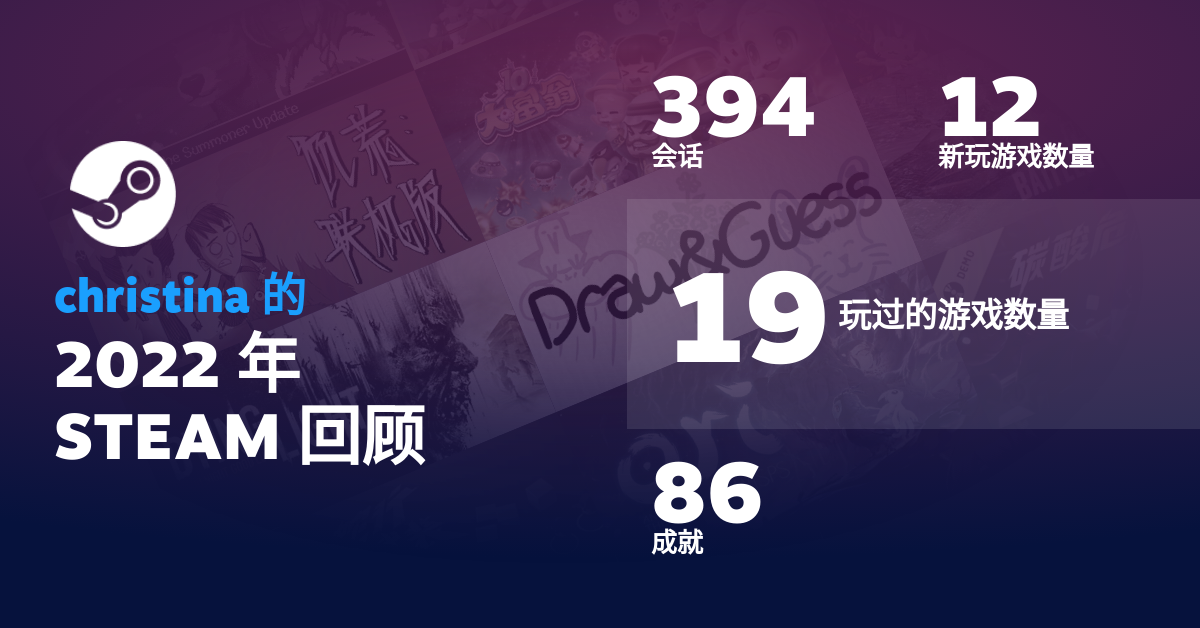 christina 的
2022 年
STEAM 回顾
394
会话
12
新玩游戏数量
19
玩过的游戏数量
86
成就
The Summoner Update
饥荒：
联机版
大富翁
Draw&Guess
碳酸危
ori